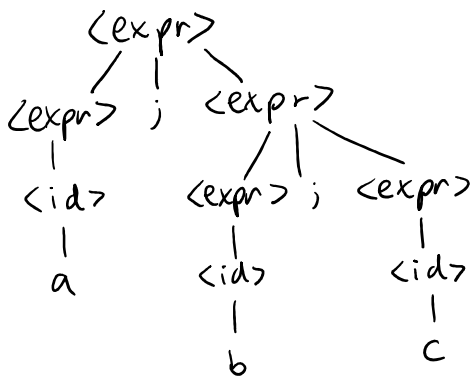 <expr>
<expr> ; <expr>
<id> <expr> ; <expr>
a <id> <id>
b c